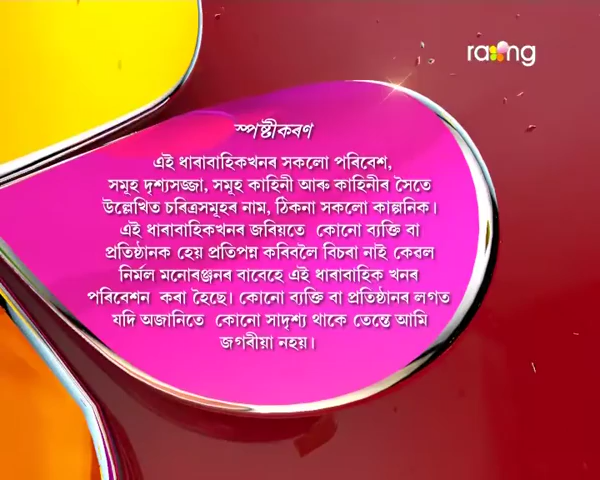 rang
স্পষ্টীকৰণ
এই ধাৰাবাহিকখনৰ সকলো পৰিবেশ,
সমূহ দৃশ্যসজ্জা, সমূহ কাহিনী আৰু কাহিনীৰ সৈতে
উল্লেখিত চৰিত্ৰসমূহৰ নাম, ঠিকনা সকলো কাল্পনিক।
এই ধাৰাবাহিকখনৰ জৰিয়তে কোনো ব্যক্তি বা
প্ৰতিষ্ঠানক হেয় প্ৰতিপন্ন কৰিবলৈ বিচৰা নাই কেৱল
নিৰ্মল মনোৰঞ্জনৰ বাবেহে এই ধাৰাবাহিক খনৰ
পৰিবেশন কৰা হৈছে। কোনো ব্যক্তি বা প্ৰতিষ্ঠানৰ লগত
যদি অজানিতে কোনো সাদৃশ্য থাকে তেন্তে আমি
জগৰীয়া নহয়।